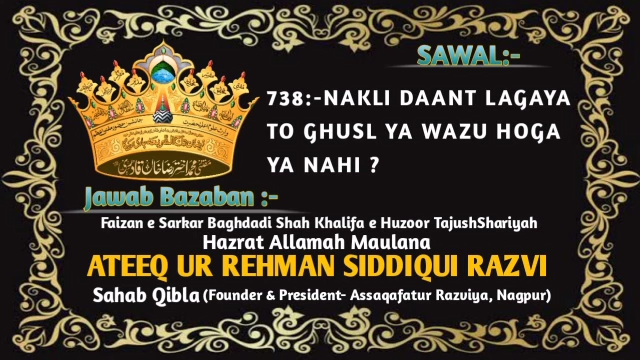 SAWAL:-
738:-NAKLI DAANT LAGAYA
TO GHUSL YA WAZU HOGA
YA NAHI ?
Jawab Bazaban :-
Faizan e Sarkar Baghdadi Shah Khalifa e Huzoor TajushShariyah
Hazrat Allamah Maulana
ATEEQ UR REHMAN SIDDIQUI RAZVI
Sahab Qibla (Founder & President- Assaqafatur Razviya, Nagpur)